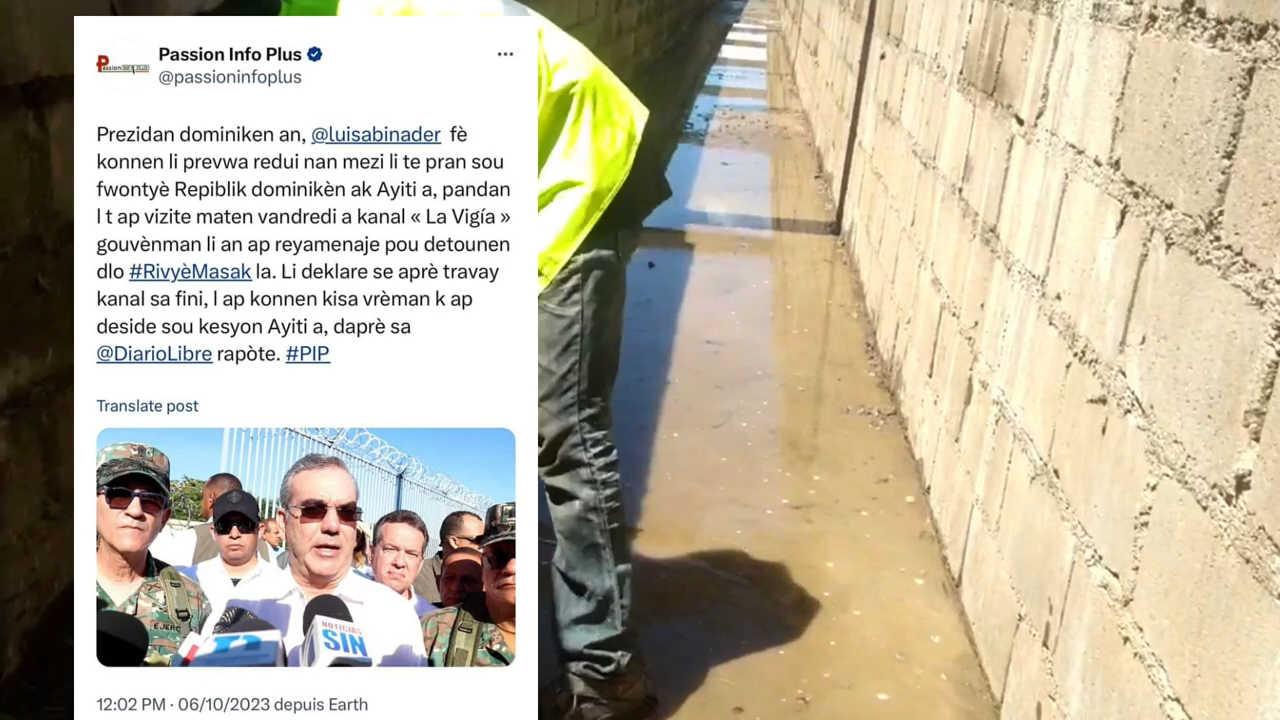 Passion Info Plus
@passioninfoplus
Prezidan dominiken an, @luisabinader fè
konnen li prevwa redui nan mezi li te pran sou
fwontyè Repiblik dominikèn ak Ayiti a, pandan
l t ap vizite maten vandredi a kanal « La Vigía »
gouvènman li an ap reyamenaje pou detounen
dlo #RivyèMasak la. Li deklare se aprè travay
kanal sa fini, l ap konnen kisa vrèman k ap
deside sou kesyon Ayiti a, daprè sa
@DiarioLibre rapòte. #PIP
Translate post
EJERC
NOTICIAS
SIN
12:02 PM · 06/10/2023 depuis Earth